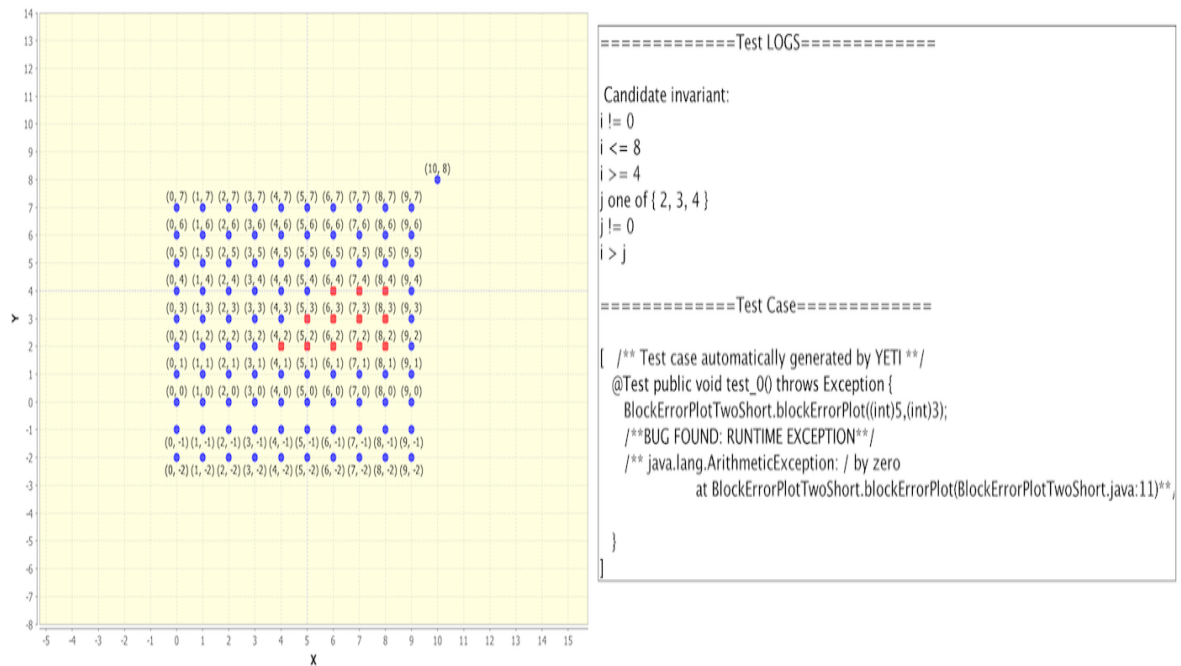 14
13
12
11
10
9
8
7
6
5
4
3
2
1
0
-1
-2
-3
-4
-5
-6
-7
-8
Y
(10, 8)
(0, 7) (1, 7) (2, 7) (3, 7) (4, 7) (5, 7) (6, 7) (7, 7) (8, 7) (9, 7)
(0, 6) (1, 6) (2, 6) (3, 6) (4, 6) (5, 6) (6, 6) (7, 6) (8, 6) (9, 6)
(0, 5) (1, 5) (2, 5) (3, 5) (4, 5) (5, 5) (6, 5) (7, 5) (8, 5) (9, 5)
(0, 4) (1, 4) (2, 4) (3, 4) (4, 4) (5, 4) (6, 4) (7, 4) (8, 4) (9, 4)
(0, 3) (1, 3) (2, 3) (3, 3) (4, 3) (5, 3) (6, 3) (7, 3) (8, 3) (9, 3)
(0, 2) (1, 2) (2, 2) (3, 2) (4, 2) (5, 2) (6, 2) (7, 2) (8, 2) (9, 2)
(0, 1) (1, 1) (2, 1) (3, 1) (4, 1) (5, 1) (6, 1) (7, 1) (8, 1) (9, 1)
(0, 0) (1, 0) (2, 0) (3, 0) (4, 0) (5, 0) (6, 0) (7, 0) (8, 0) (9, 0)
(0, -1) (1, -1) (2, -1) (3, -1) (4, -1) (5, -1) (6, -1) (7, -1) (8, -1) (9, -1)
(0, -2) (1, -2) (2, -2) (3, -2) (4, -2) (5, -2) (6, -2) (7, -2) (8, -2) (9, -2)
-5 -4 -3 -2 -1 0 1 2 3 4 5 6 7 8 9 10 11 12 13 14 15
X
=============Test LOGS=============
Candidate invariant:
i != 0
i <= 8
i >= 4
j one of { 2, 3, 4 }
j != 0
i > j
=============Test Case=============
[ /** Test case automatically generated by YETI **/
@Test public void test_0() throws Exception {
BlockErrorPlotTwoShort.blockErrorPlot((int)5,(int)3);
/**BUG FOUND: RUNTIME EXCEPTION**/
/** java.lang.ArithmeticException: / by zero
at BlockErrorPlotTwoShort.blockErrorPlot(BlockErrorPlotTwoShort.java:11)**/
}
]